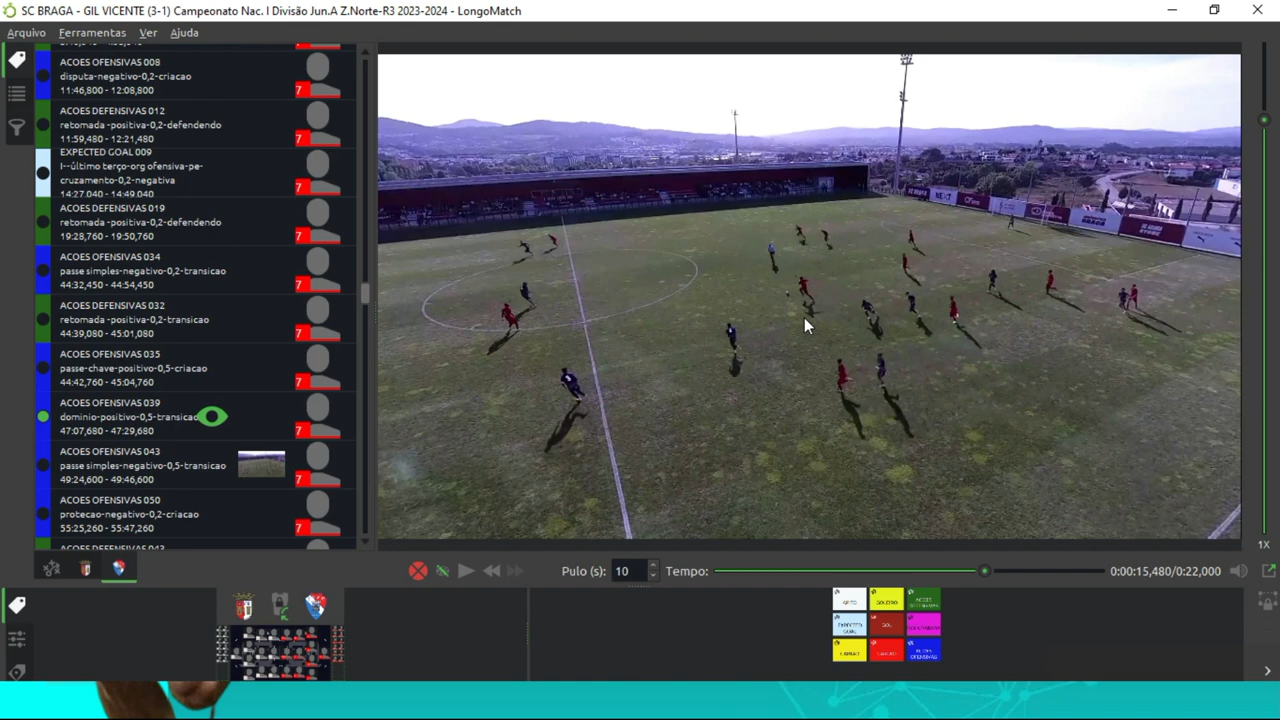 SC BRAGA - GIL VICENTE (3-1) Campeonato Nac. I Divisão Jun.A Z.Norte-R3 2023-2024 - LongoMatch
Arquivo Ferramentas Ver Ajuda
7
ACOES OFENSIVAS 008
disputa-negativo-0,2-criacao
11:46,800 - 12:08,800
7
ACOES DEFENSIVAS 012
retomada -positiva-0,2-defendendo
11:59,480 - 12:21,480
7
EXPECTED GOAL 009
I--último terço-org ofensiva-pe-
cruzamento-0,2-negativa
14:27,040 - 14:49,040
7
ACOES DEFENSIVAS 019
retomada -positiva-0,2-defendendo
19:28,760 - 19:50,760
7
ACOES OFENSIVAS 034
passe simples-negativo-0,2-transicao
44:32,450 - 44:54,450
7
ACOES DEFENSIVAS 032
retomada -positiva-0,2-transicao
44:39,080 - 45:01,080
7
ACOES OFENSIVAS 035
passe-chave-0,5-positivo-criacao
44:42,760 - 45:04,760
7
ACOES OFENSIVAS 039
dominio-positivo-0,5-transicao
47:07,680 - 47:29,680
7
ACOES OFENSIVAS 043
passe simples-negativo-0,5-transicao
49:24,600 - 49:46,600
7
ACOES OFENSIVAS 050
protecao-negativo-0,2-criacao
55:25,260 - 55:47,260
7
1X
Pulo (s): 10 Tempo: 0:00:15,480/0:22,000
APITO GOLEIRO
EXPECTED GOAL GOL
ACOES OFENSIVAS